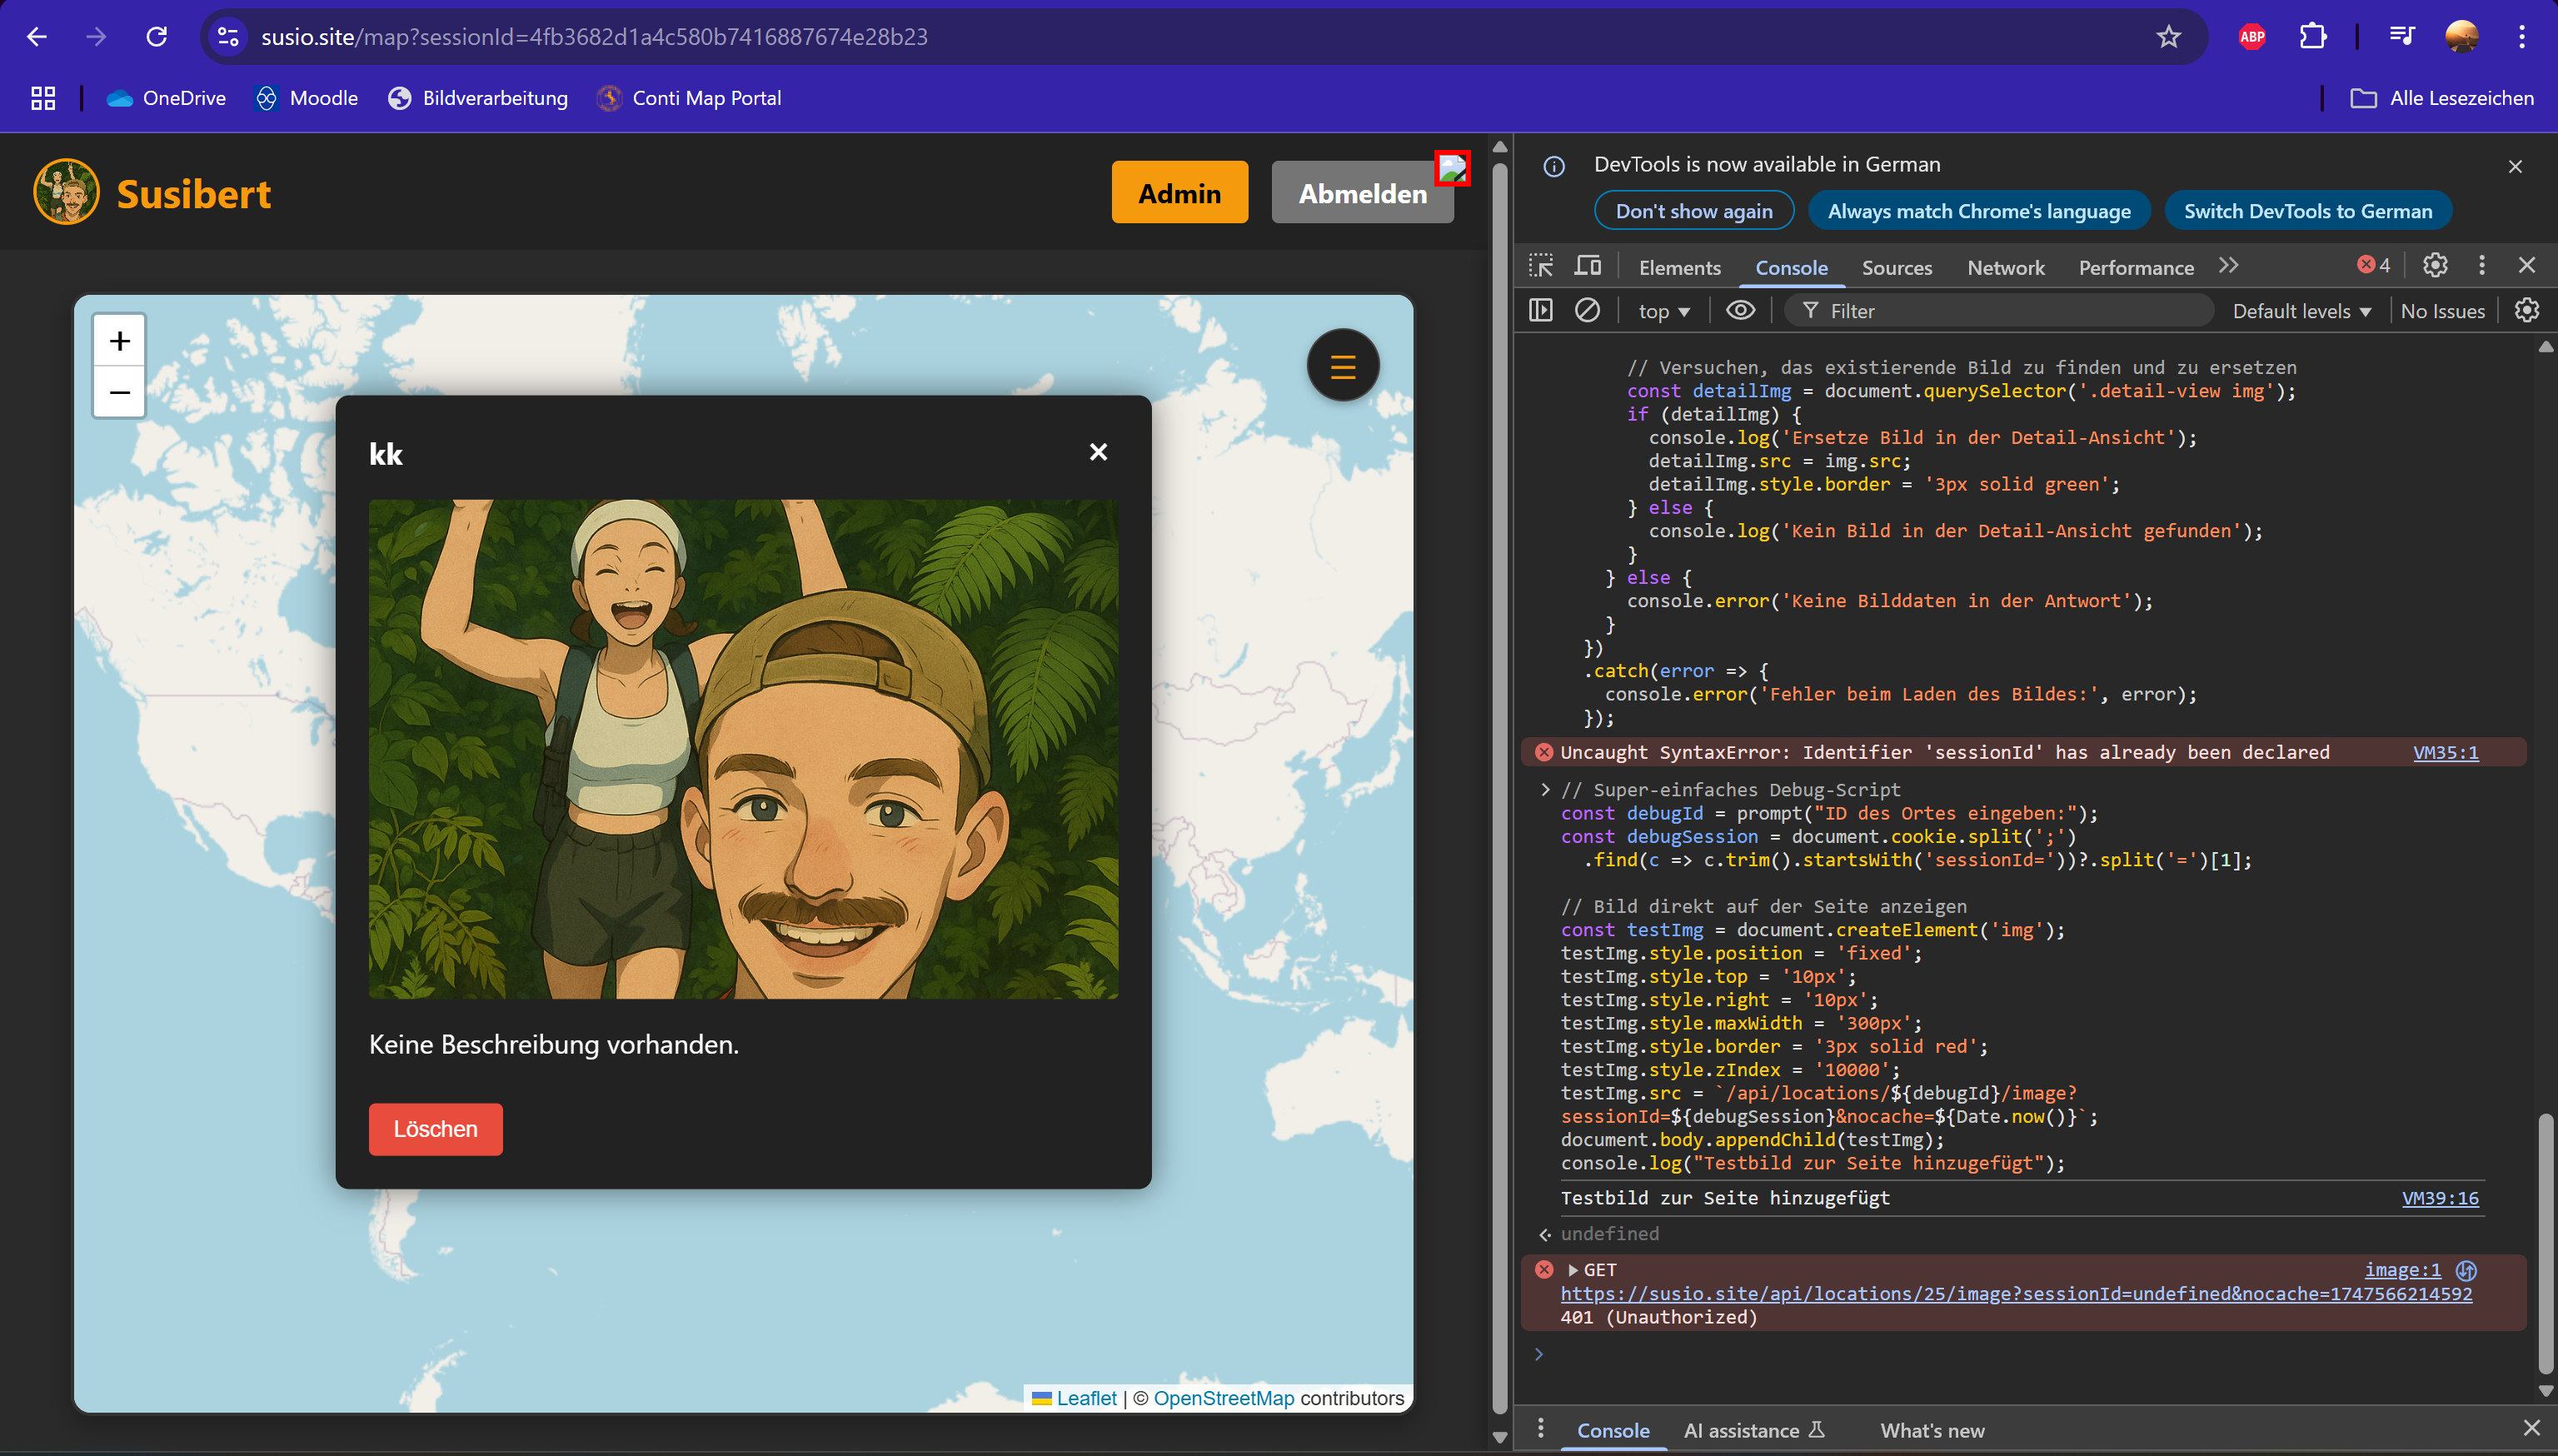 susio.site/map?sessionId=4fb3682d1a4c580b7416887674e28b23
ABP
OneDrive
Moodle
Bildverarbeitung
Conti Map Portal
Alle Lesezeichen
Susibert
Admin
Abmelden
+
−
kk
×
Keine Beschreibung vorhanden.
Löschen
Leaflet | © OpenStreetMap contributors
DevTools is now available in German
Don't show again
Always match Chrome's language
Switch DevTools to German
Elements
Console
Sources
Network
Performance
4
top
Filter
Default levels
No Issues
// Versuchen, das existierende Bild zu finden und zu ersetzen
const detailImg = document.querySelector('.detail-view img');
if (detailImg) {
console.log('Ersetze Bild in der Detail-Ansicht');
detailImg.src = img.src;
detailImg.style.border = '3px solid green';
} else {
console.log('Kein Bild in der Detail-Ansicht gefunden');
}
} else {
console.error('Keine Bilddaten in der Antwort');
}
})
.catch(error => {
console.error('Fehler beim Laden des Bildes:', error);
});
Uncaught SyntaxError: Identifier 'sessionId' has already been declared VM35:1
// Super-einfaches Debug-Script
const debugId = prompt("ID des Ortes eingeben:");
const debugSession = document.cookie.split(';')
.find(c => c.trim().startsWith('sessionId='))?.split('=')[1];
// Bild direkt auf der Seite anzeigen
const testImg = document.createElement('img');
testImg.style.position = 'fixed';
testImg.style.top = '10px';
testImg.style.right = '10px';
testImg.style.maxWidth = '300px';
testImg.style.border = '3px solid red';
testImg.style.zIndex = '10000';
testImg.src = `/api/locations/${debugId}/image?
sessionId=${debugSession}&nocache=${Date.now()}`;
document.body.appendChild(testImg);
console.log("Testbild zur Seite hinzugefügt");
Testbild zur Seite hinzugefügt VM39:16
undefined
GET image:1
https://susio.site/api/locations/25/image?sessionId=undefined&nocache=1747566214592
401 (Unauthorized)
Console
AI assistance
What's new